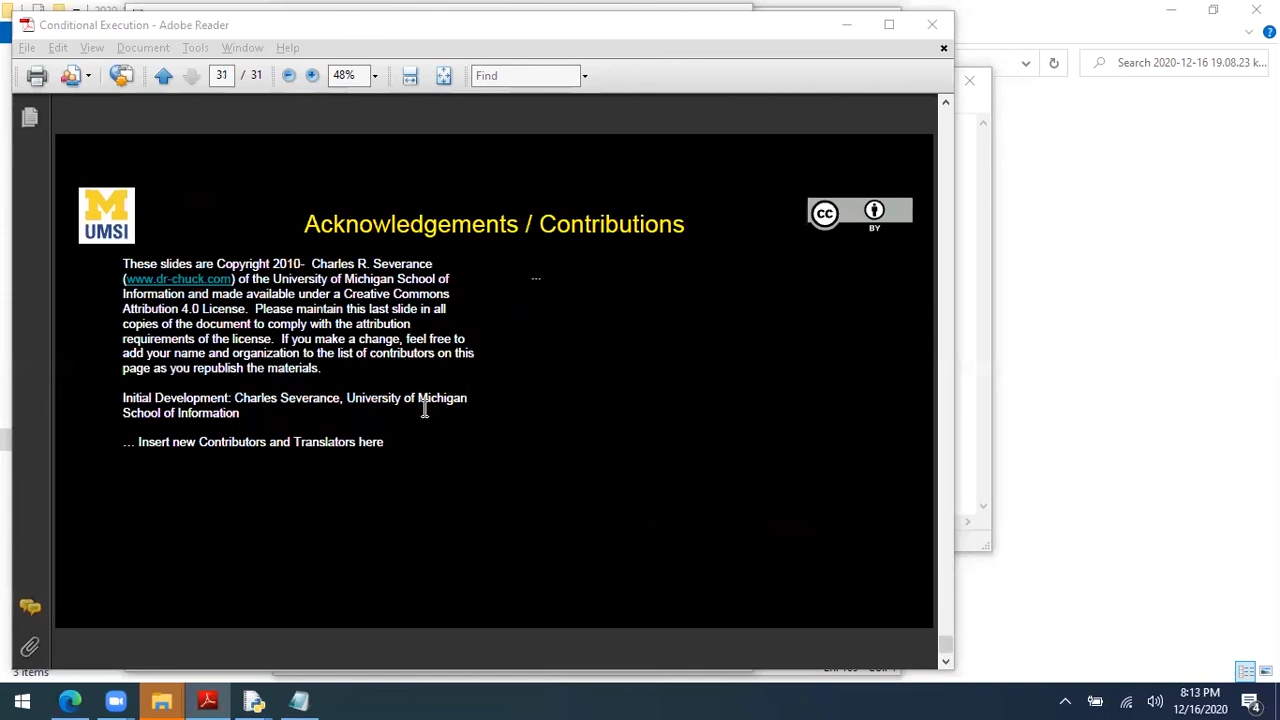 Conditional Execution - Adobe Reader
File Edit View Document Tools Window Help
31 / 31 48% Find
Search 2020-12-16 19.08.23 k...
M
UMSI
Acknowledgements / Contributions
cc
BY
These slides are Copyright 2010- Charles R. Severance
(www.dr-chuck.com) of the University of Michigan School of
...
Information and made available under a Creative Commons
Attribution 4.0 License. Please maintain this last slide in all
copies of the document to comply with the attribution
requirements of the license. If you make a change, feel free to
add your name and organization to the list of contributors on this
page as you republish the materials.
Initial Development: Charles Severance, University of Michigan
School of Information
… Insert new Contributors and Translators here
3 items
8:13 PM
12/16/2020
4